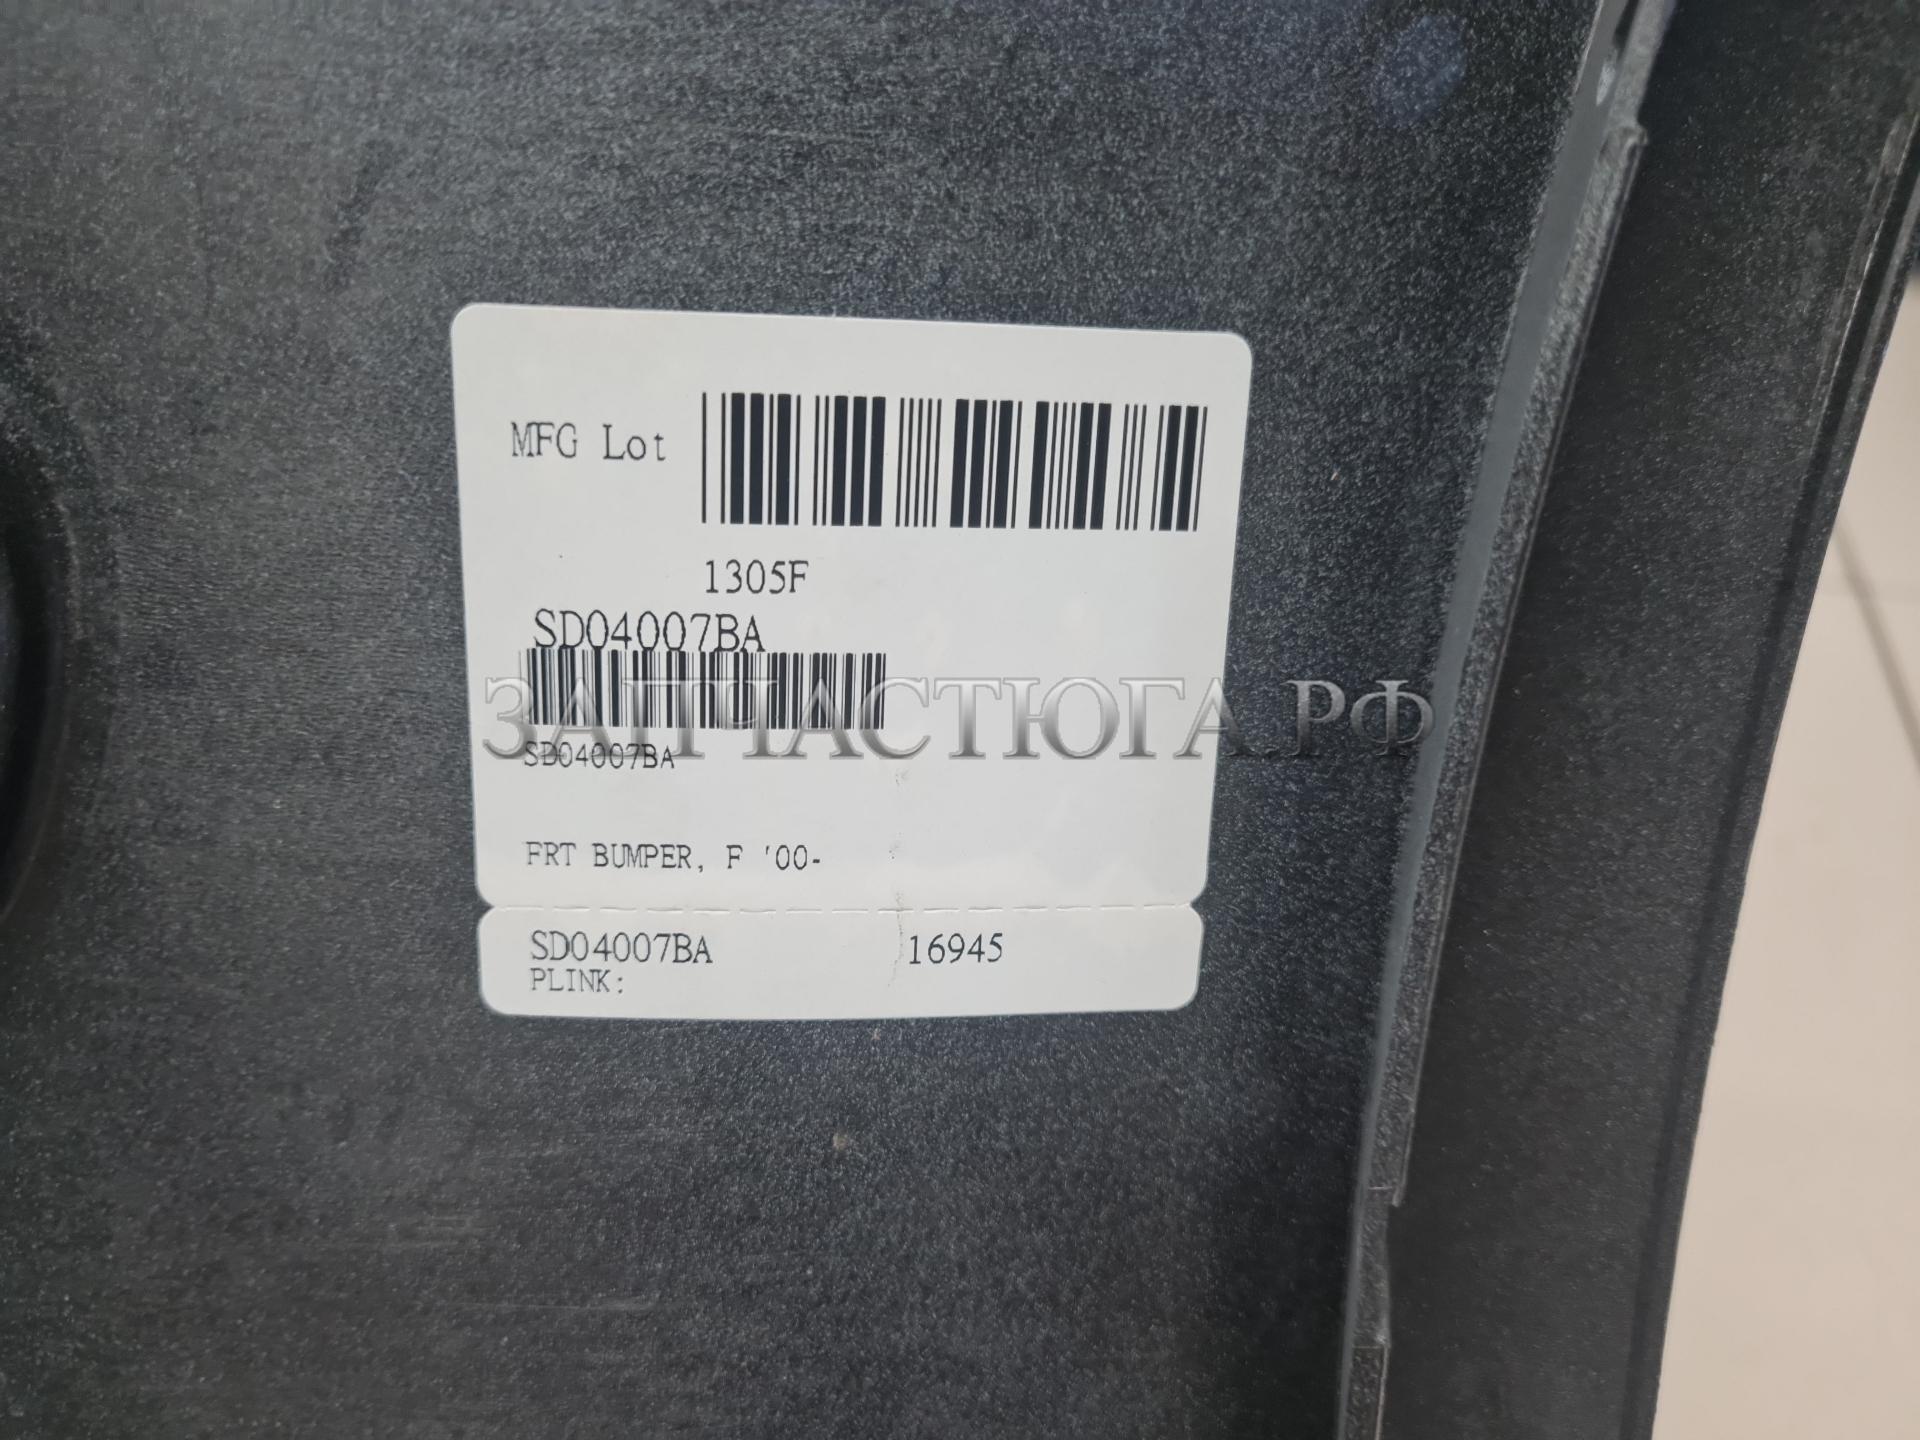 MFG Lot
1305F
SD04007BA
ЗАПЧАСТЮГА.РФ
SD04007BA
FRT BUMPER, F '00-
SD04007BA 16945
PLINK: